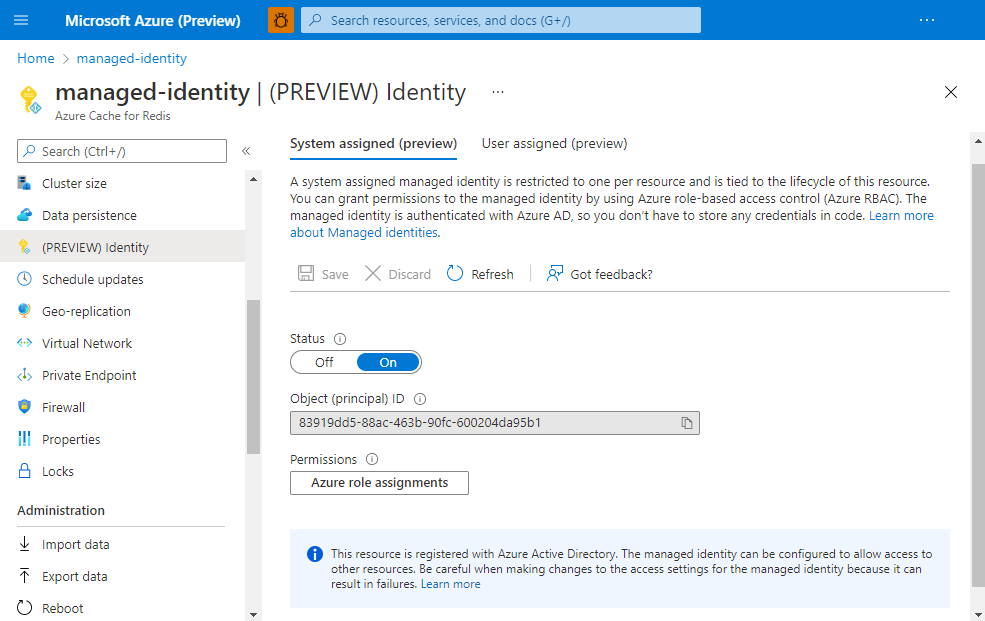 Microsoft Azure (Preview)
Search resources, services, and docs (G+/)
...
Home > managed-identity
managed-identity | (PREVIEW) Identity ...
Azure Cache for Redis
Search (Ctrl+/)
«
Cluster size
Data persistence
(PREVIEW) Identity
Schedule updates
Geo-replication
Virtual Network
Private Endpoint
Firewall
Properties
Locks
Administration
Import data
Export data
Reboot
System assigned (preview)
User assigned (preview)
A system assigned managed identity is restricted to one per resource and is tied to the lifecycle of this resource.
You can grant permissions to the managed identity by using Azure role-based access control (Azure RBAC). The
managed identity is authenticated with Azure AD, so you don't have to store any credentials in code. Learn more
about Managed identities.
Save
Discard
Refresh
Got feedback?
Status
Off
On
Object (principal) ID
83919dd5-88ac-463b-90fc-600204da95b1
Permissions
Azure role assignments
This resource is registered with Azure Active Directory. The managed identity can be configured to allow access to
other resources. Be careful when making changes to the access settings for the managed identity because it can
result in failures. Learn more